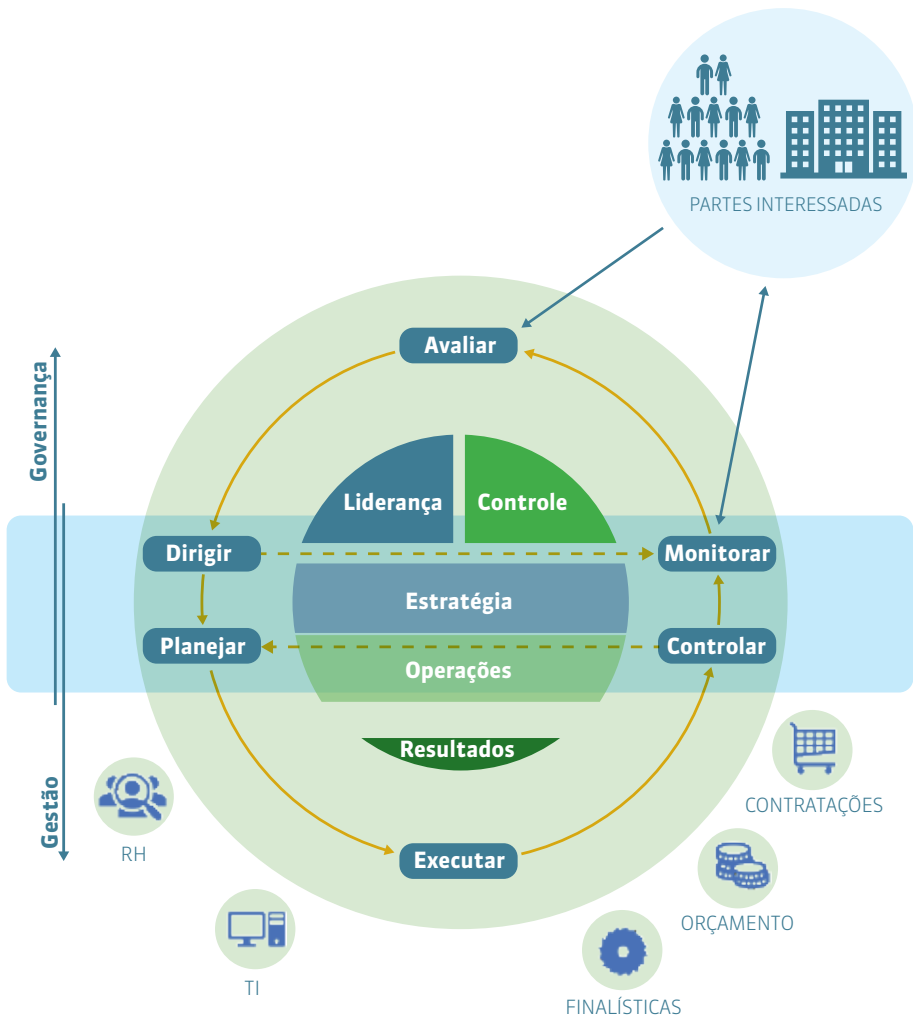 PARTES INTERESSADAS
Avaliar
Governança
Liderança
Controle
Dirigir
Monitorar
Estratégia
Planejar
Controlar
Operações
Resultados
Gestão
CONTRATAÇÕES
RH
Executar
ORÇAMENTO
TI
FINALÍSTICAS